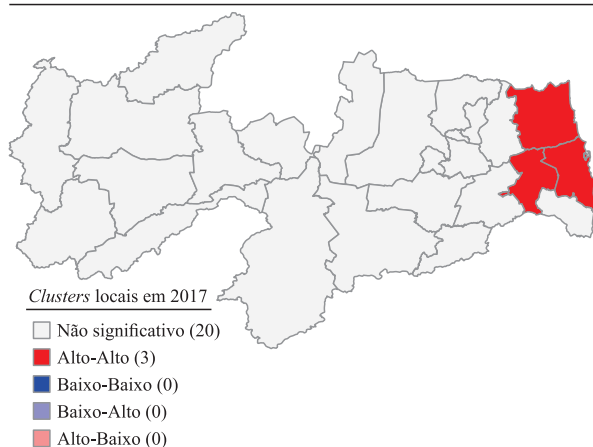 Clusters locais em 2017
Não significativo (20)
Alto-Alto (3)
Baixo-Baixo (0)
Baixo-Alto (0)
Alto-Baixo (0)